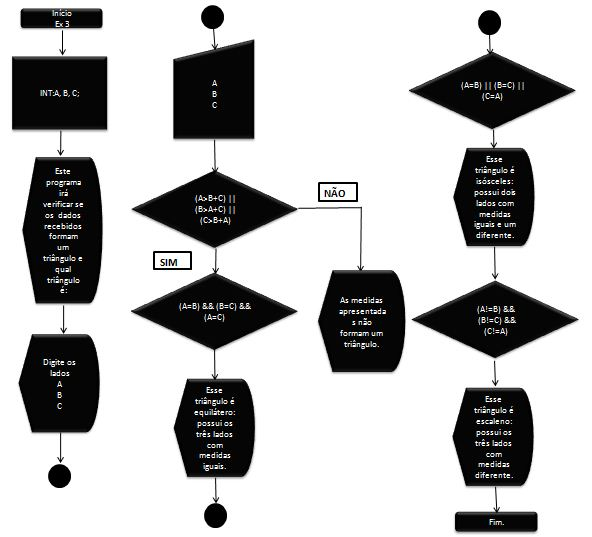 Início
Ex 3
INT:A, B, C;
Este
programa
irá
verificar se
os dados
recebidos
formam
um
triângulo e
qual
triângulo
é:
Digite os
lados
A
B
C
A
B
C
(A>B+C) ||
(B>A+C) ||
(C>B+A)
NÃO
SIM
(A=B) && (B=C) &&
(A=C)
As medidas
apresentada
s não
formam um
triângulo.
Esse
triângulo é
equilátero:
possui os
três lados
com
medidas
iguais.
(A=B) || (B=C) ||
(C=A)
Esse
triângulo é
isósceles:
possui dois
lados com
medidas
iguais e um
diferente.
(A!=B) &&
(B!=C) &&
(C!=A)
Esse
triângulo é
escaleno:
possui os
três lados
com
medidas
diferente.
Fim.